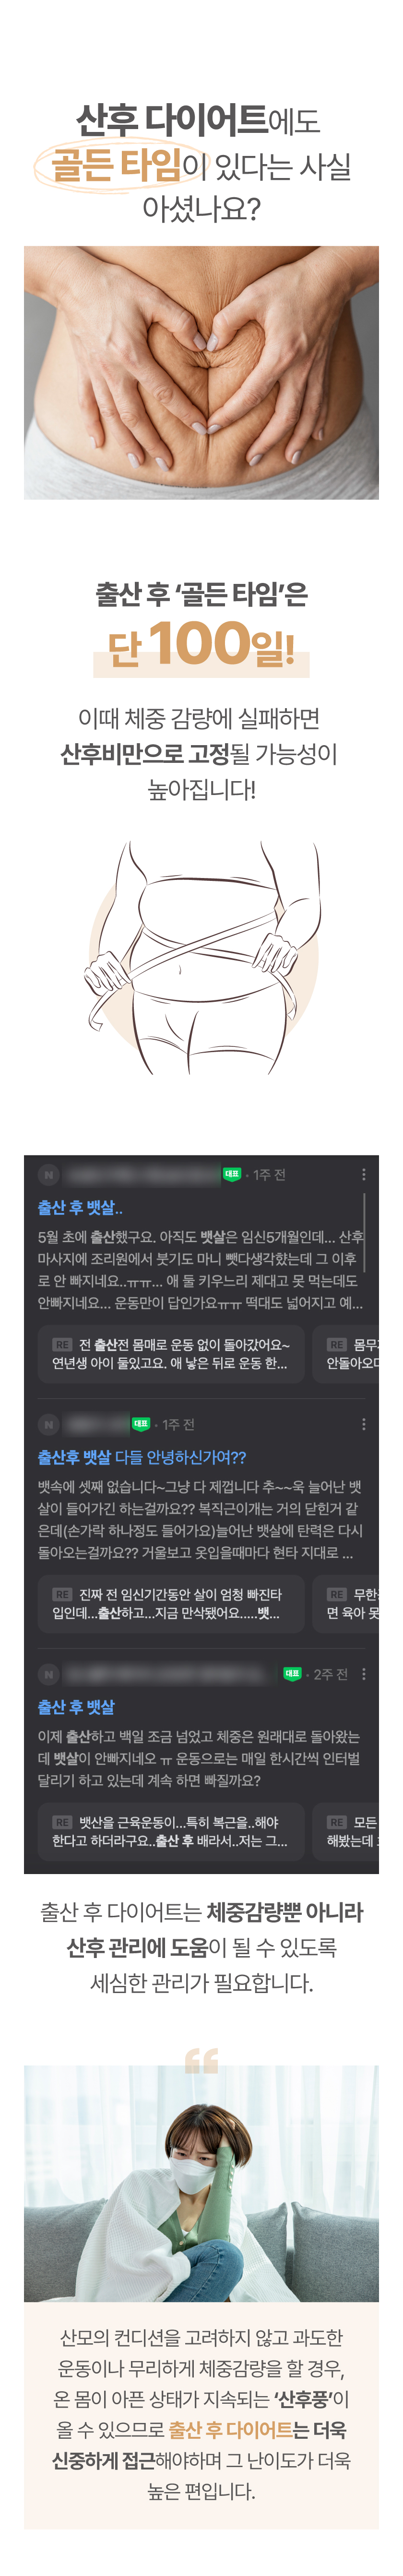 산후 다이어트에도
골든 타임이 있다는 사실
아셨나요?
출산 후 ‘골든 타임’은
단 100일!
이때 체중 감량에 실패하면
산후비만으로 고정될 가능성이
높아집니다!
N 대표 · 1주 전
출산 후 뱃살..
5월 초에 출산했구요. 아직도 뱃살은 임신5개월인데... 산후
마사지에 조리원에서 붓기도 마니 뺏다생각햤는데 그 이후
로 안 빠지네요..ㅠㅠ... 애 둘 키우느리 제대고 못 먹는데도
안빠지네요... 운동만이 답인가요ㅠㅠ 떡대도 넓어지고 예...
RE 전 출산전 몸매로 운동 없이 돌아갔어요~
연년생 아이 둘있고요. 애 낳은 뒤로 운동 한...
RE 몸무
안돌아오
N 대표 · 1주 전
산후 뱃살 다들 안녕하신가여??
뱃속에 셋째 없습니다~그냥 다 제껍니다 추~~욱 늘어난 뱃
살이 들어가긴 하는걸까요?? 복직근이개는 거의 닫힌거 같
은데(손가락 하나정도 들어가요)늘어난 뱃살에 탄력은 다시
돌아오는걸까요?? 거울보고 옷입을때마다 현타 지대로 ...
RE 진짜 전 임신기간동안 살이 엄청 빠진타
입인데...출산하고...지금 만삭됐어요.....뱃...
RE 무한
면 육아 못
N 대표 · 2주 전
출산 후 뱃살
이제 출산하고 백일 조금 넘었고 체중은 원래대로 돌아왔는
데 뱃살이 안빠지네오 ㅠ 운동으로는 매일 한시간씩 인터벌
달리기 하고 있는데 계속 하면 빠질까요?
RE 뱃산을 근육운동이...특히 복근을..해야
한다고 하더라구요..출산 후 배라서..저는 그...
RE 모든
해봤는데
출산 후 다이어트는 체중감량뿐 아니라
산후 관리에 도움이 될 수 있도록
세심한 관리가 필요합니다.
“
산모의 컨디션을 고려하지 않고 과도한
운동이나 무리하게 체중감량을 할 경우,
온 몸이 아픈 상태가 지속되는 ‘산후풍’이
올 수 있으므로 출산 후 다이어트는 더욱
신중하게 접근해야하며 그 난이도가 더욱
높은 편입니다.